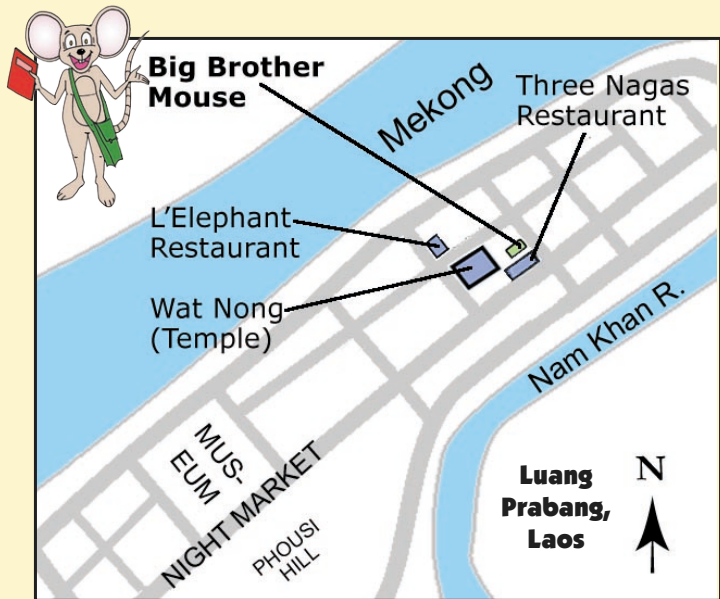 Big Brother
Mouse
Mekong
Three Nagas
Restaurant
L'Elephant
Restaurant
Wat Nong
(Temple)
Nam Khan R.
MUS-
EUM
NIGHT MARKET
PHOUSI
HILL
Luang
Prabang,
Laos
N